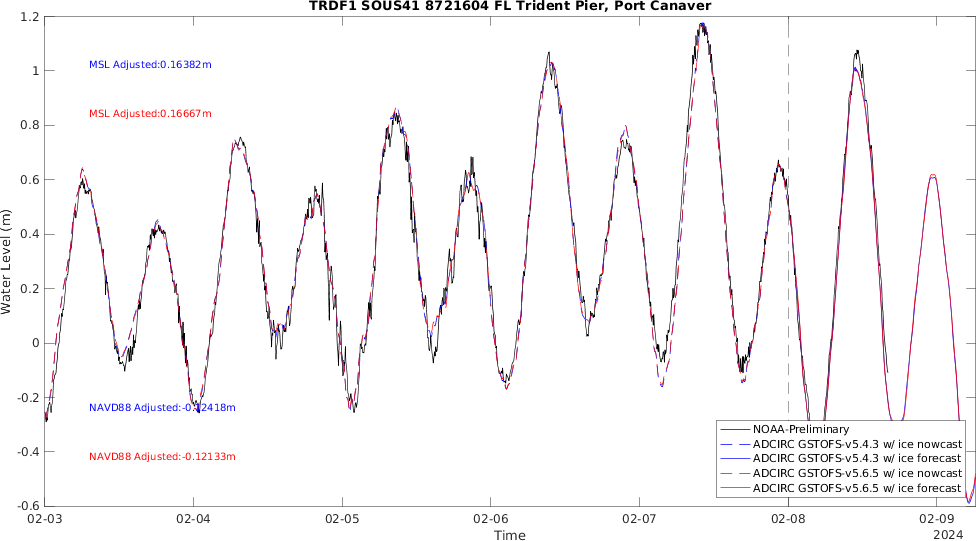 TRDF1 SOUS41 8721604 FL Trident Pier, Port Canaver
1.2
1
0.8
0.6
0.4
0.2
0
-0.2
-0.4
-0.6
Water Level (m)
MSL Adjusted:0.16382m
MSL Adjusted:0.16667m
NAVD88 Adjusted:-0.12418m
NAVD88 Adjusted:-0.12133m
NOAA-Preliminary
ADCIRC GSTOFS-v5.4.3 w/ ice nowcast
ADCIRC GSTOFS-v5.4.3 w/ ice forecast
ADCIRC GSTOFS-v5.6.5 w/ ice nowcast
ADCIRC GSTOFS-v5.6.5 w/ ice forecast
02-03 02-04 02-05 02-06 02-07 02-08 02-09
Time
2024